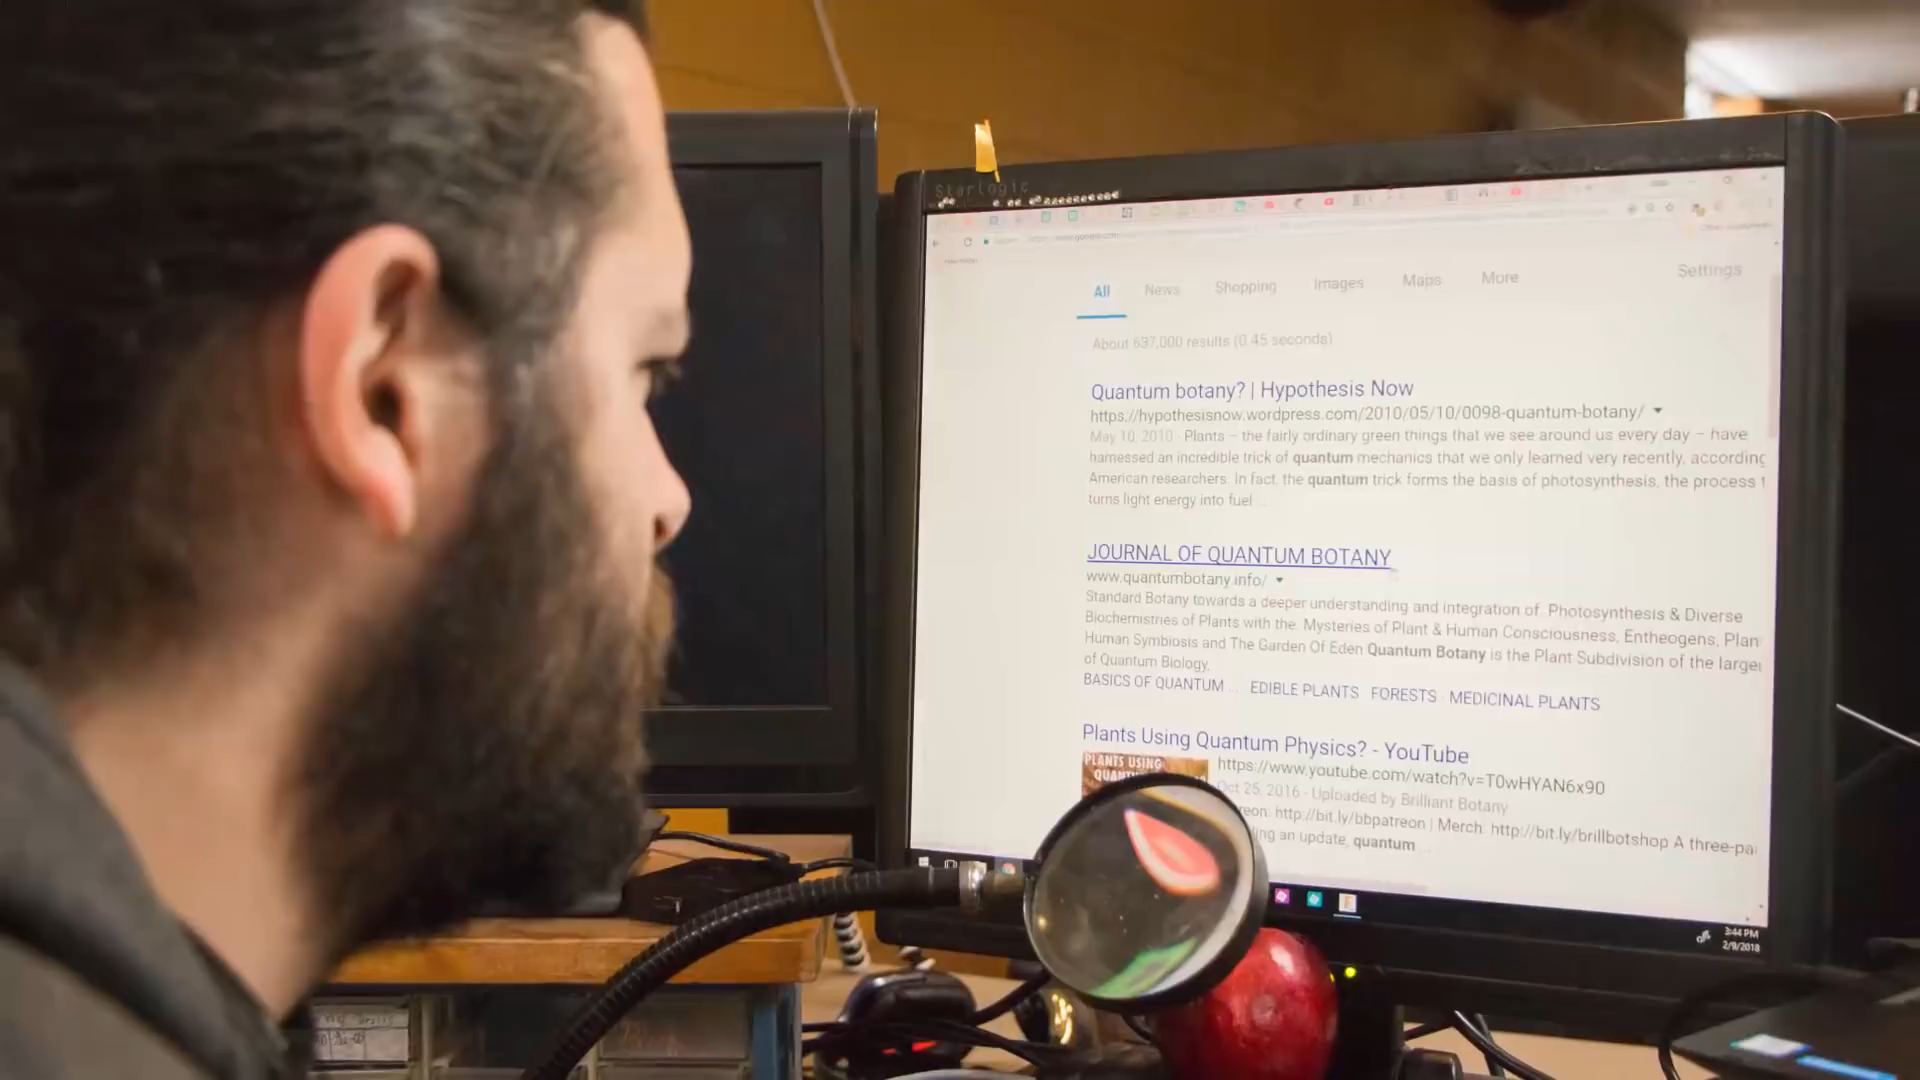 Starlogic
All News Shopping Images Maps More Settings
About 637,000 results (0.45 seconds)
Quantum botany? | Hypothesis Now
https://hypothesisnow.wordpress.com/2010/05/10/0098-quantum-botany/
May 10, 2010 - Plants – the fairly ordinary green things that we see around us every day – have
harnessed an incredible trick of quantum mechanics that we only learned very recently, according
American researchers. In fact, the quantum trick forms the basis of photosynthesis, the process t
turns light energy into fuel ...
JOURNAL OF QUANTUM BOTANY
www.quantumbotany.info/
Standard Botany towards a deeper understanding and integration of. Photosynthesis & Diverse
Biochemistries of Plants with the. Mysteries of Plant & Human Consciousness, Entheogens, Plan
Human Symbiosis and The Garden Of Eden Quantum Botany is the Plant Subdivision of the larger
of Quantum Biology,
BASICS OF QUANTUM ... EDIBLE PLANTS FORESTS MEDICINAL PLANTS
Plants Using Quantum Physics? - YouTube
PLANTS USING
https://www.youtube.com/watch?v=T0wHYAN6x90
Oct 25, 2016 - Uploaded by Brilliant Botany
eon: http://bit.ly/bbpatreon | Merch: http://bit.ly/brillbotshop A three-par
ing an update, quantum ...
3:44 PM
2/9/2018